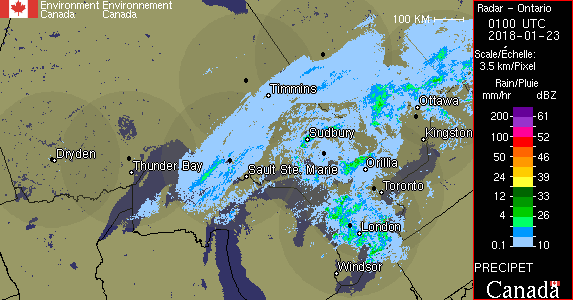 Environment Environnement
Canada Canada
100 KM
Timmins
Ottawa
Sudbury
Kingston
Dryden
Thunder Bay
Sault Ste. Marie
Orillia
Toronto
London
Windsor
Radar - Ontario
0100 UTC
2018-01-23
Scale/Échelle:
3.5 km/Pixel
Rain/Pluie
mm/hr dBZ
200 61
100 52
50 46
24 39
12 34
4 26
0.1 10
PRECIPET
Canada